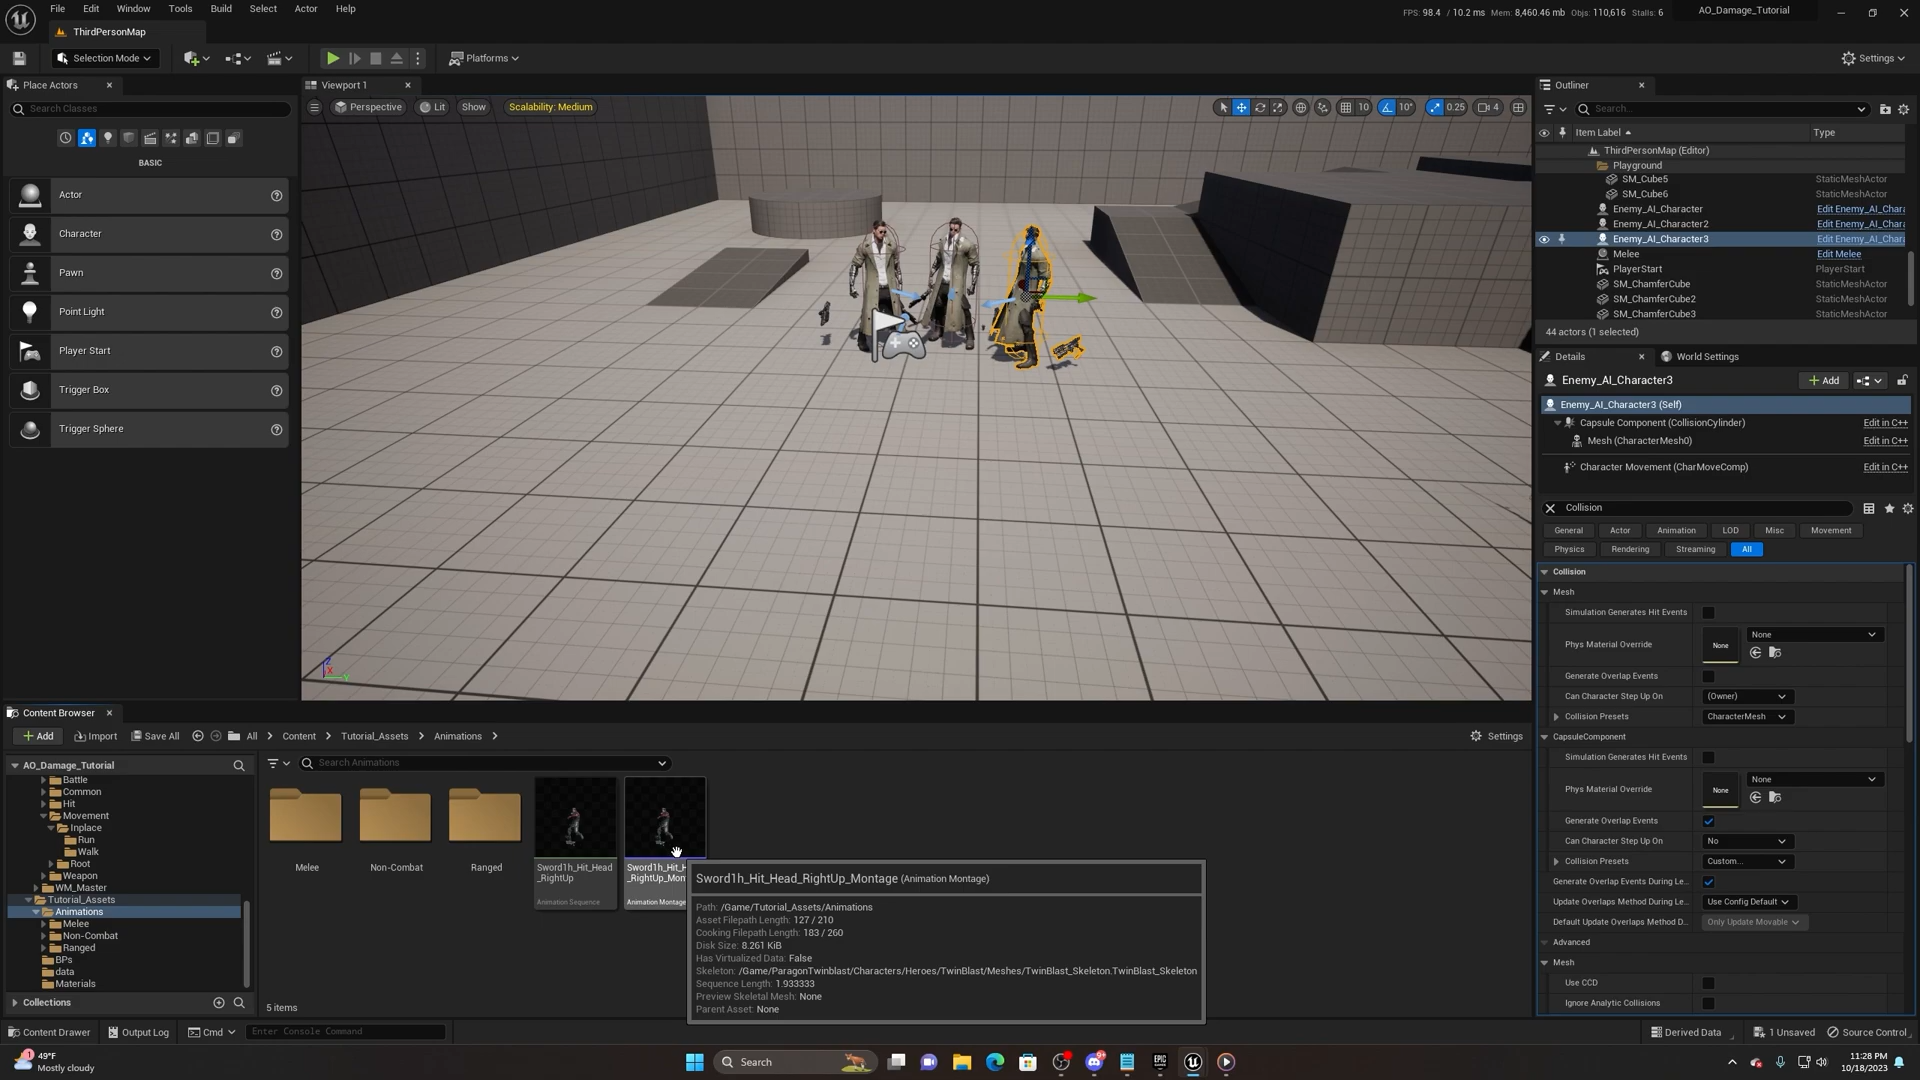 File Edit Window Tools Build Select Actor Help
FPS: 98.4 / 10.2 ms Mem: 8,460.46 mb Objs: 110,616 Stalls: 6
AO_Damage_Tutorial
ThirdPersonMap
Selection Mode
Platforms
Settings
Place Actors
Search Classes
BASIC
Actor
Character
Pawn
Point Light
Player Start
Trigger Box
Trigger Sphere
Viewport 1
Perspective Lit Show Scalability: Medium
10 10° 0.25 4
Outliner
Search...
Item Label Type
ThirdPersonMap (Editor)
Playground
SM_Cube5 StaticMeshActor
SM_Cube6 StaticMeshActor
Enemy_AI_Character Edit Enemy_AI_Chara
Enemy_AI_Character2 Edit Enemy_AI_Chara
Enemy_AI_Character3 Edit Enemy_AI_Chara
Melee Edit Melee
PlayerStart PlayerStart
SM_ChamferCube StaticMeshActor
SM_ChamferCube2 StaticMeshActor
SM_ChamferCube3 StaticMeshActor
44 actors (1 selected)
Details World Settings
Enemy_AI_Character3 Add
Enemy_AI_Character3 (Self)
Capsule Component (CollisionCylinder) Edit in C++
Mesh (CharacterMesh0) Edit in C++
Character Movement (CharMoveComp) Edit in C++
Collision
General Actor Animation LOD Misc Movement
Physics Rendering Streaming All
Collision
Mesh
Simulation Generates Hit Events
Phys Material Override None None
Generate Overlap Events
Can Character Step Up On (Owner)
Collision Presets CharacterMesh
CapsuleComponent
Simulation Generates Hit Events
Phys Material Override None None
Generate Overlap Events
Can Character Step Up On No
Collision Presets Custom...
Generate Overlap Events During Le...
Update Overlaps Method During Le... Use Config Default
Default Update Overlaps Method D... Only Update Movable
Advanced
Mesh
Use CCD
Ignore Analytic Collisions
Content Browser
Add Import Save All All Content Tutorial_Assets Animations Settings
AO_Damage_Tutorial
Search Animations
Battle
Common
Hit
Movement
Inplace
Run
Walk
Root
Weapon
WM_Master
Tutorial_Assets
Animations
Melee
Non-Combat
Ranged
BPs
data
Materials
Collections
Melee
Non-Combat
Ranged
Sword1h_Hit_Head
_RightUp
Animation Sequence
Sword1h_Hit_H
_RightUp_Mon
Animation Montage
5 items
Sword1h_Hit_Head_RightUp_Montage (Animation Montage)
Path: /Game/Tutorial_Assets/Animations
Asset Filepath Length: 127 / 210
Cooking Filepath Length: 183 / 260
Disk Size: 8.261 KiB
Has Virtualized Data: False
Skeleton: /Game/ParagonTwinblast/Characters/Heroes/TwinBlast/Meshes/TwinBlast_Skeleton.TwinBlast_Skeleton
Sequence Length: 1.933333
Preview Skeletal Mesh: None
Parent Asset: None
Content Drawer Output Log Cmd Enter Console Command
Derived Data 1 Unsaved Source Control
49°F
Mostly cloudy
Search
11:28 PM
10/18/2023